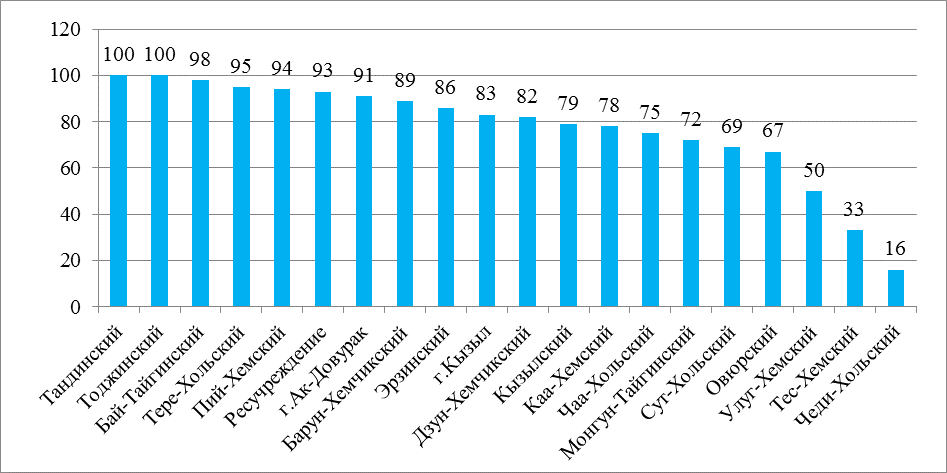 120
100
80
60
40
20
0
100
100
98
95
94
93
91
89
86
83
82
79
78
75
72
69
67
50
33
16
Тандинский
Тоджинский
Бай-Тайгинский
Тере-Хольский
Пий-Хемский
Ресучреждение
г.Ак-Довурак
Барун-Хемчикский
Эрзинский
г.Кызыл
Дзун-Хемчикский
Кызылский
Каа-Хемский
Чаа-Хольский
Монгун-Тайгинский
Сут-Хольский
Овюрский
Улуг-Хемский
Тес-Хемский
Чеди-Хольский